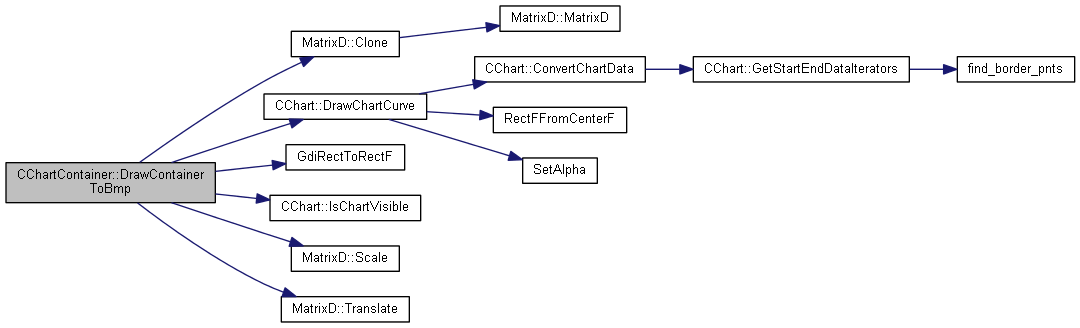 MatrixD::MatrixD
MatrixD::Clone
CChart::ConvertChartData
CChart::GetStartEndDataIterators
find_border_pnts
CChart::DrawChartCurve
RectFFromCenterF
GdiRectToRectF
SetAlpha
CChartContainer::DrawContainer
ToBmp
CChart::IsChartVisible
MatrixD::Scale
MatrixD::Translate